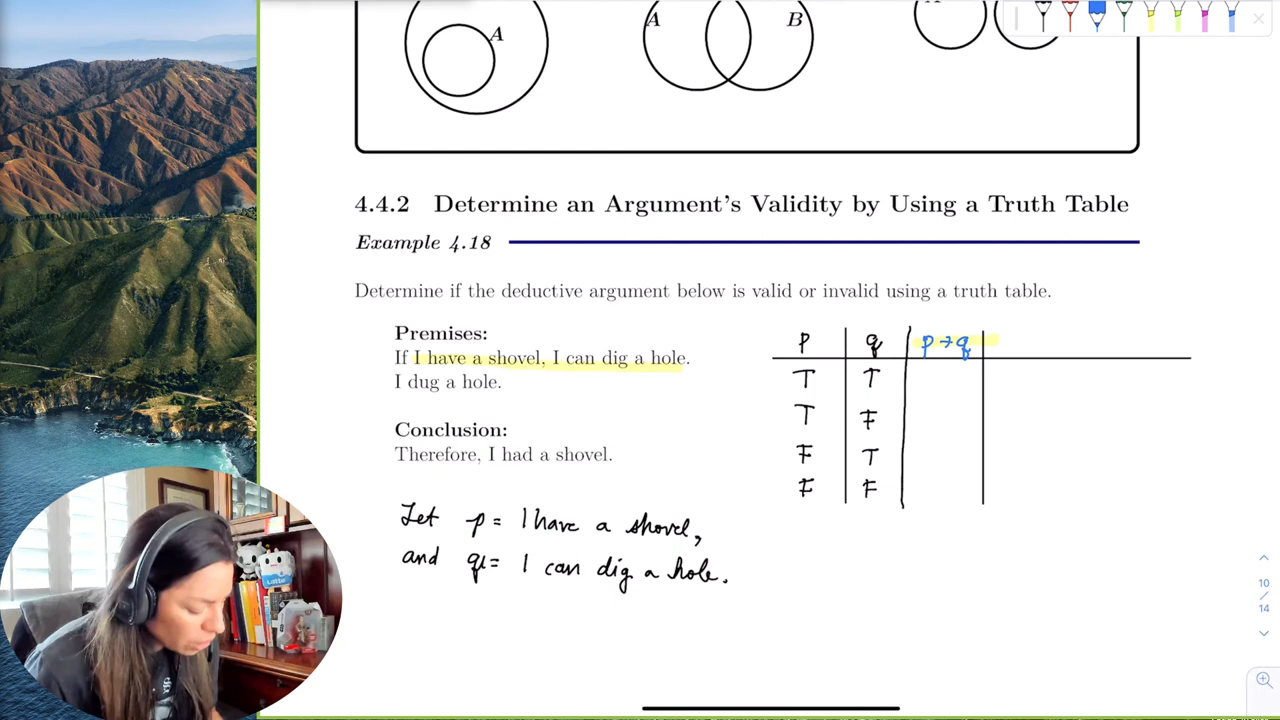 A
A
B
4.4.2 Determine an Argument's Validity by Using a Truth Table
Example 4.18
Determine if the deductive argument below is valid or invalid using a truth table.
Premises:
If I have a shovel, I can dig a hole.
I dug a hole.
Conclusion:
Therefore, I had a shovel.
Let p = I have a shovel,
and q = I can dig a hole.
p q p → q
T T
T F
F T
F F
10
/
14